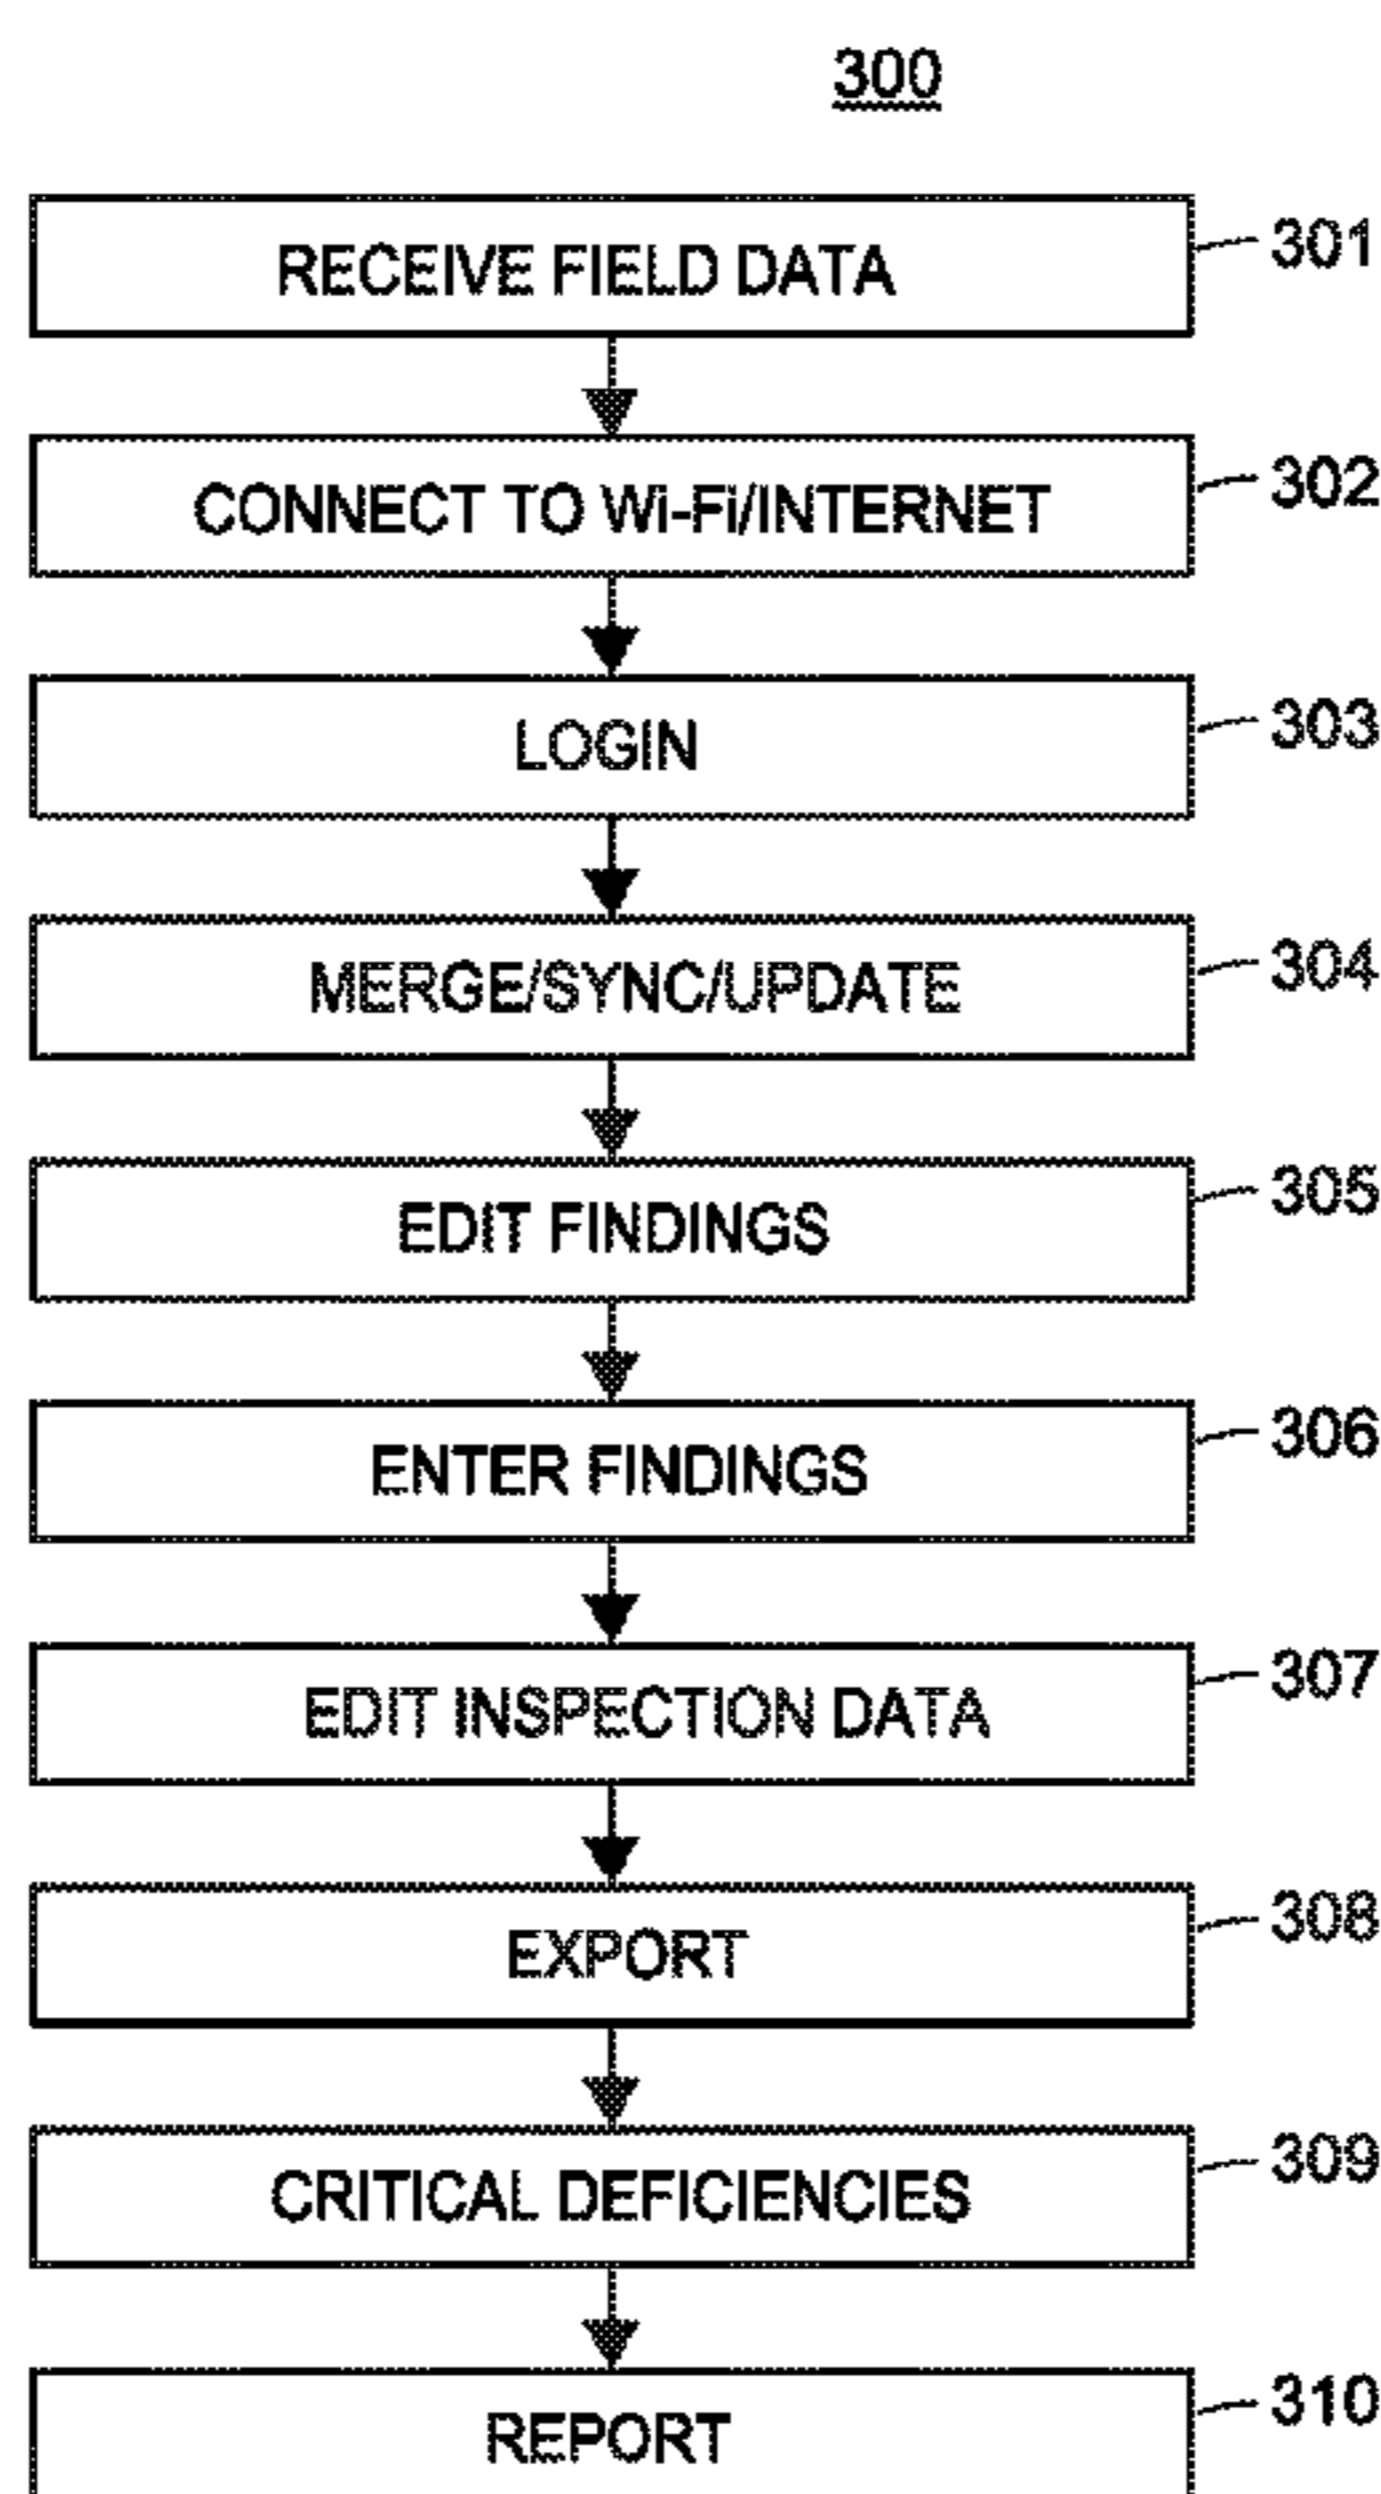 300
RECEIVE FIELD DATA
301
CONNECT TO Wi-Fi/INTERNET
302
LOGIN
303
MERGE/SYNC/UPDATE
304
EDIT FINDINGS
305
ENTER FINDINGS
306
EDIT INSPECTION DATA
307
EXPORT
308
CRITICAL DEFICIENCIES
309
REPORT
310